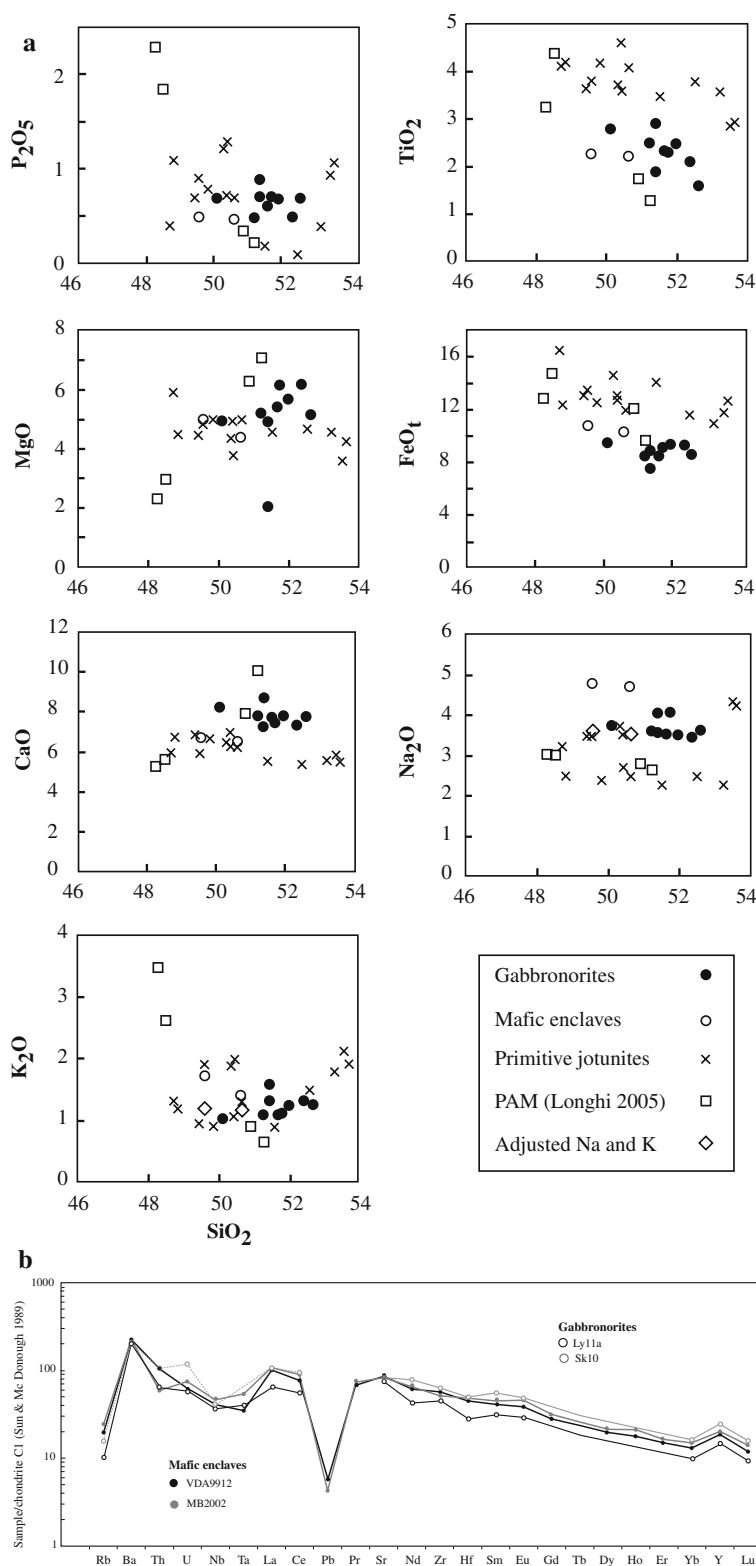 a
P2O5
2
1
0
46 48 50 52 54
TiO2
5
4
3
2
1
0
46 48 50 52 54
MgO
8
6
4
2
0
46 48 50 52 54
FeOt
16
12
8
4
0
46 48 50 52 54
CaO
12
10
8
6
4
2
0
46 48 50 52 54
Na2O
6
5
4
3
2
1
0
46 48 50 52 54
K2O
4
3
2
1
0
46 48 50 52 54
SiO2
Gabbronorites
Mafic enclaves
Primitive jotunites
PAM (Longhi 2005)
Adjusted Na and K
b
Sample/chondrite C1 (Sun & Mc Donough 1989)
1000
100
10
1
Gabbronorites
Ly11a
Sk10
Mafic enclaves
VDA9912
MB2002
Rb Ba Th U Nb Ta La Ce Pb Pr Sr Nd Zr Hf Sm Eu Gd Tb Dy Ho Er Yb Y Lu